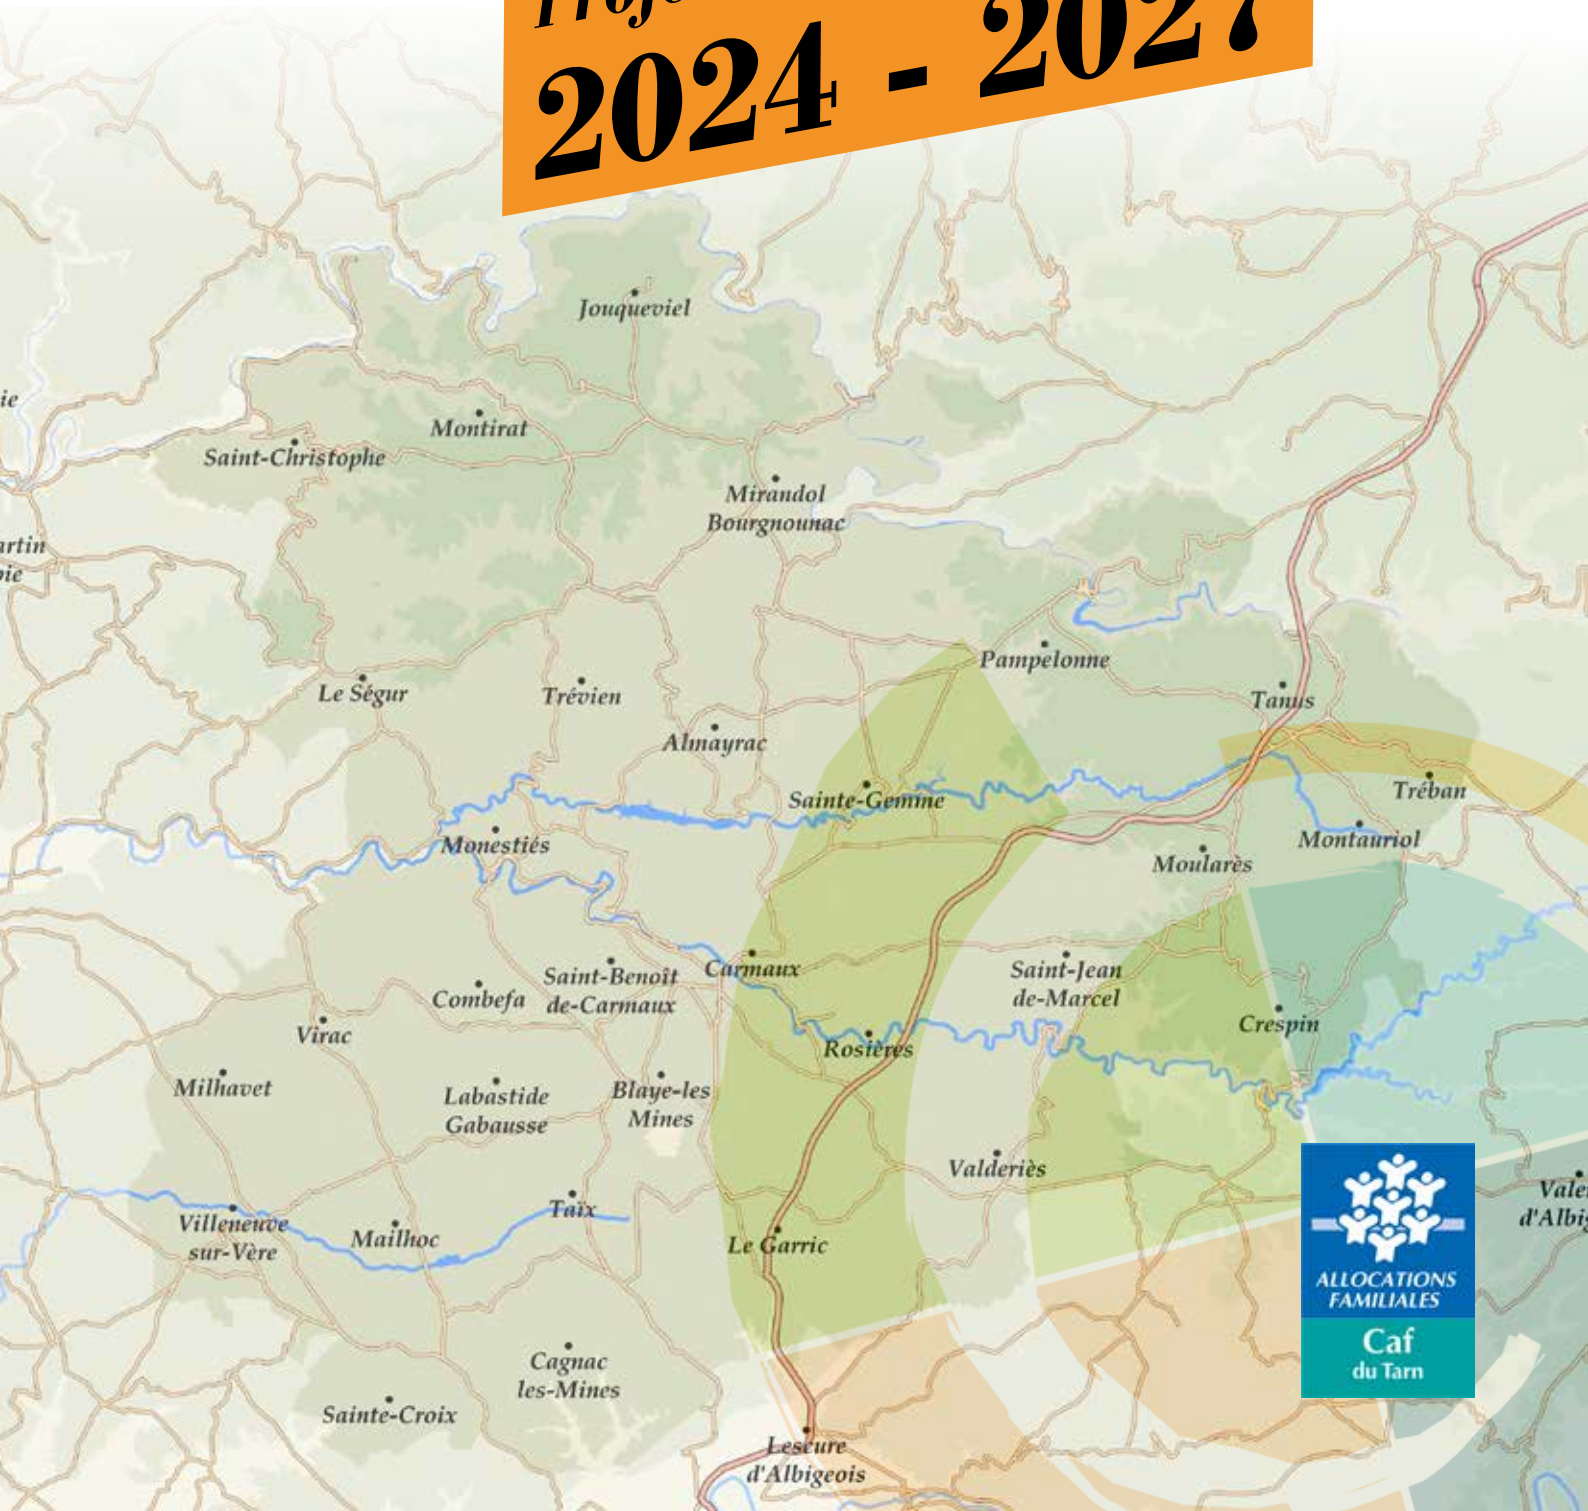 2024 - 2027
Jouqueviel
Montirat
Saint-Christophe
Mirandol
Bourgnounac
Pampelonne
Le Ségur
Trévien
Tanus
Almayrac
Sainte-Gemme
Tréban
Monestiés
Montauriol
Moularès
Carmaux
Saint-Benoît
de-Carmaux
Saint-Jean
de-Marcel
Combefa
Virac
Crespin
Rosières
Milhavet
Labastide
Gabausse
Blaye-les
Mines
Valderiès
Villeneuve
sur-Vère
Mailhoc
Taïx
Le Garric
ALLOCATIONS
FAMILIALES
Caf
du Tarn
Cagnac
les-Mines
Sainte-Croix
Lescure
d'Albigeois